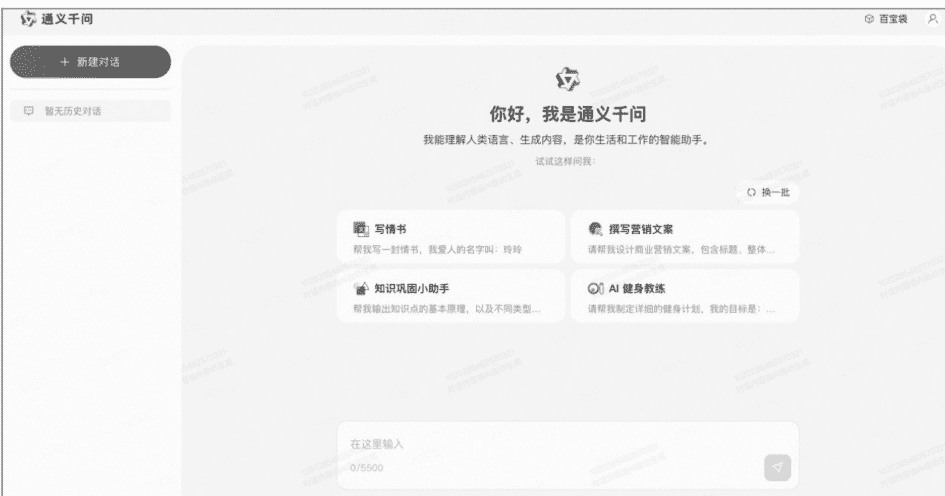 通义千问
百宝袋
+ 新建对话
暂无历史对话
你好，我是通义千问
我能理解人类语言、生成内容，是你生活和工作的智能助手。
试试这样问我：
换一批
写情书
帮我写一封情书，我爱人的名字叫：玲玲
撰写营销文案
请帮我设计商业营销文案，包含标题、整体...
知识巩固小助手
帮我输出知识点的基本原理，以及不同类型...
AI 健身教练
请帮我制定详细的健身计划，我的目标是：...
在这里输入
0/5500